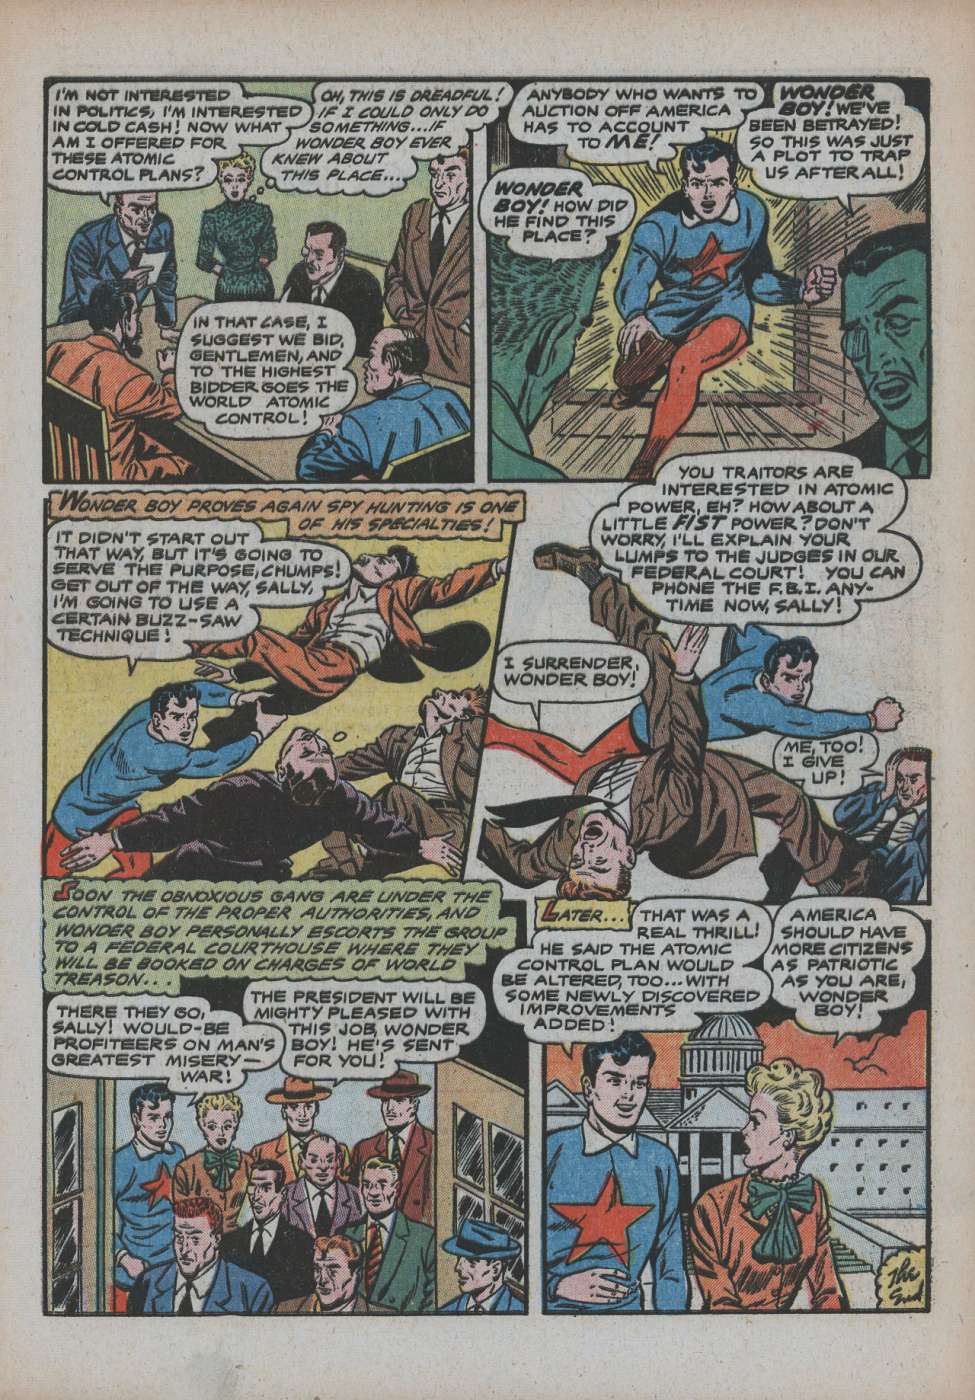 I'M NOT INTERESTED
IN POLITICS, I'M INTERESTED
IN COLD CASH! NOW WHAT
AM I OFFERED FOR
THESE ATOMIC
CONTROL PLANS?
OH, THIS IS DREADFUL!
IF I COULD ONLY DO
SOMETHING...IF
WONDER BOY EVER
KNEW ABOUT
THIS PLACE...
IN THAT CASE, I
SUGGEST WE BID,
GENTLEMEN, AND
TO THE HIGHEST
BIDDER GOES THE
WORLD ATOMIC
CONTROL!
ANYBODY WHO WANTS TO
AUCTION OFF AMERICA
HAS TO ACCOUNT
TO ME!
WONDER
BOY! HOW DID
HE FIND THIS
PLACE?
WONDER
BOY! WE'VE
BEEN BETRAYED!
SO THIS WAS JUST
A PLOT TO TRAP
US AFTER ALL!
WONDER BOY PROVES AGAIN SPY HUNTING IS ONE
OF HIS SPECIALTIES!
IT DIDN'T START OUT
THAT WAY, BUT IT'S GOING TO
SERVE THE PURPOSE, CHUMPS!
GET OUT OF THE WAY, SALLY,
I'M GOING TO USE A
CERTAIN BUZZ-SAW
TECHNIQUE!
YOU TRAITORS ARE
INTERESTED IN ATOMIC
POWER, EH? HOW ABOUT A
LITTLE FIST POWER? DON'T
WORRY, I'LL EXPLAIN YOUR
LUMPS TO THE JUDGES IN OUR
FEDERAL COURT! YOU CAN
PHONE THE F.B.I. ANY-
TIME NOW, SALLY!
I SURRENDER,
WONDER BOY!
ME, TOO!
I GIVE
UP!
SOON THE OBNOXIOUS GANG ARE UNDER THE
CONTROL OF THE PROPER AUTHORITIES, AND
WONDER BOY PERSONALLY ESCORTS THE GROUP
TO A FEDERAL COURTHOUSE WHERE THEY
WILL BE BOOKED ON CHARGES OF WORLD
TREASON...
THERE THEY GO,
SALLY! WOULD-BE
PROFITEERS ON MAN'S
GREATEST MISERY—
WAR!
THE PRESIDENT WILL BE
MIGHTY PLEASED WITH
THIS JOB, WONDER
BOY! HE'S SENT
FOR YOU!
LATER...
THAT WAS A
REAL THRILL!
HE SAID THE ATOMIC
CONTROL PLAN WOULD
BE ALTERED, TOO...WITH
SOME NEWLY DISCOVERED
IMPROVEMENTS
ADDED!
AMERICA
SHOULD HAVE
MORE CITIZENS
AS PATRIOTIC
AS YOU ARE,
WONDER
BOY!
The
End